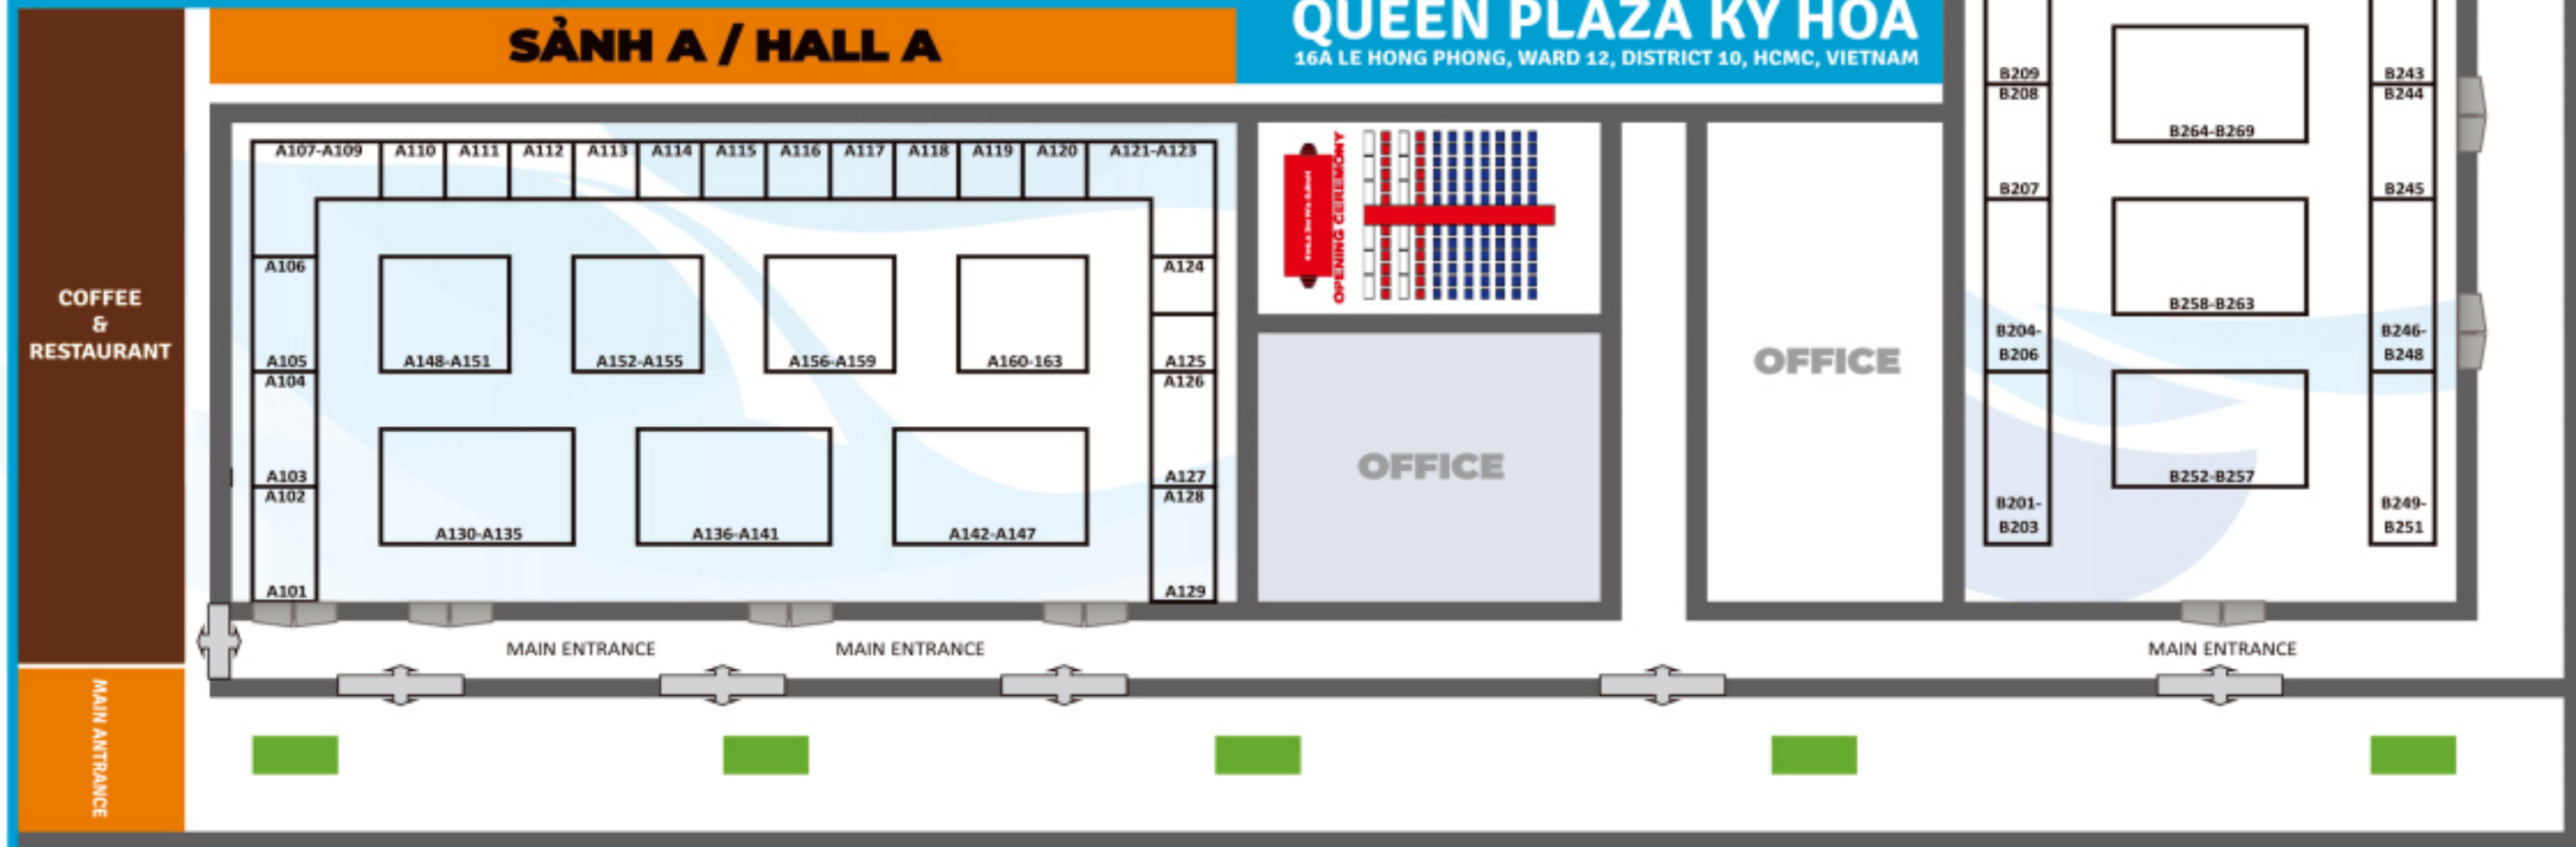 SẢNH A / HALL A
QUEEN PLAZA KY HOA
16A LE HONG PHONG, WARD 12, DISTRICT 10, HCMC, VIETNAM
COFFEE
&
RESTAURANT
MAIN ANTRANCE
A107-A109 A110 A111 A112 A113 A114 A115 A116 A117 A118 A119 A120 A121-A123
A106
A105
A104
A103
A102
A101
A148-A151 A152-A155 A156-A159 A160-163
A130-A135 A136-A141 A142-A147
A124
A125
A126
A127
A128
A129
OPENING CEREMONY
OFFICE
OFFICE
B209
B208
B207
B204-
B206
B201-
B203
B264-B269
B258-B263
B252-B257
B243
B244
B245
B246-
B248
B249-
B251
MAIN ENTRANCE MAIN ENTRANCE MAIN ENTRANCE